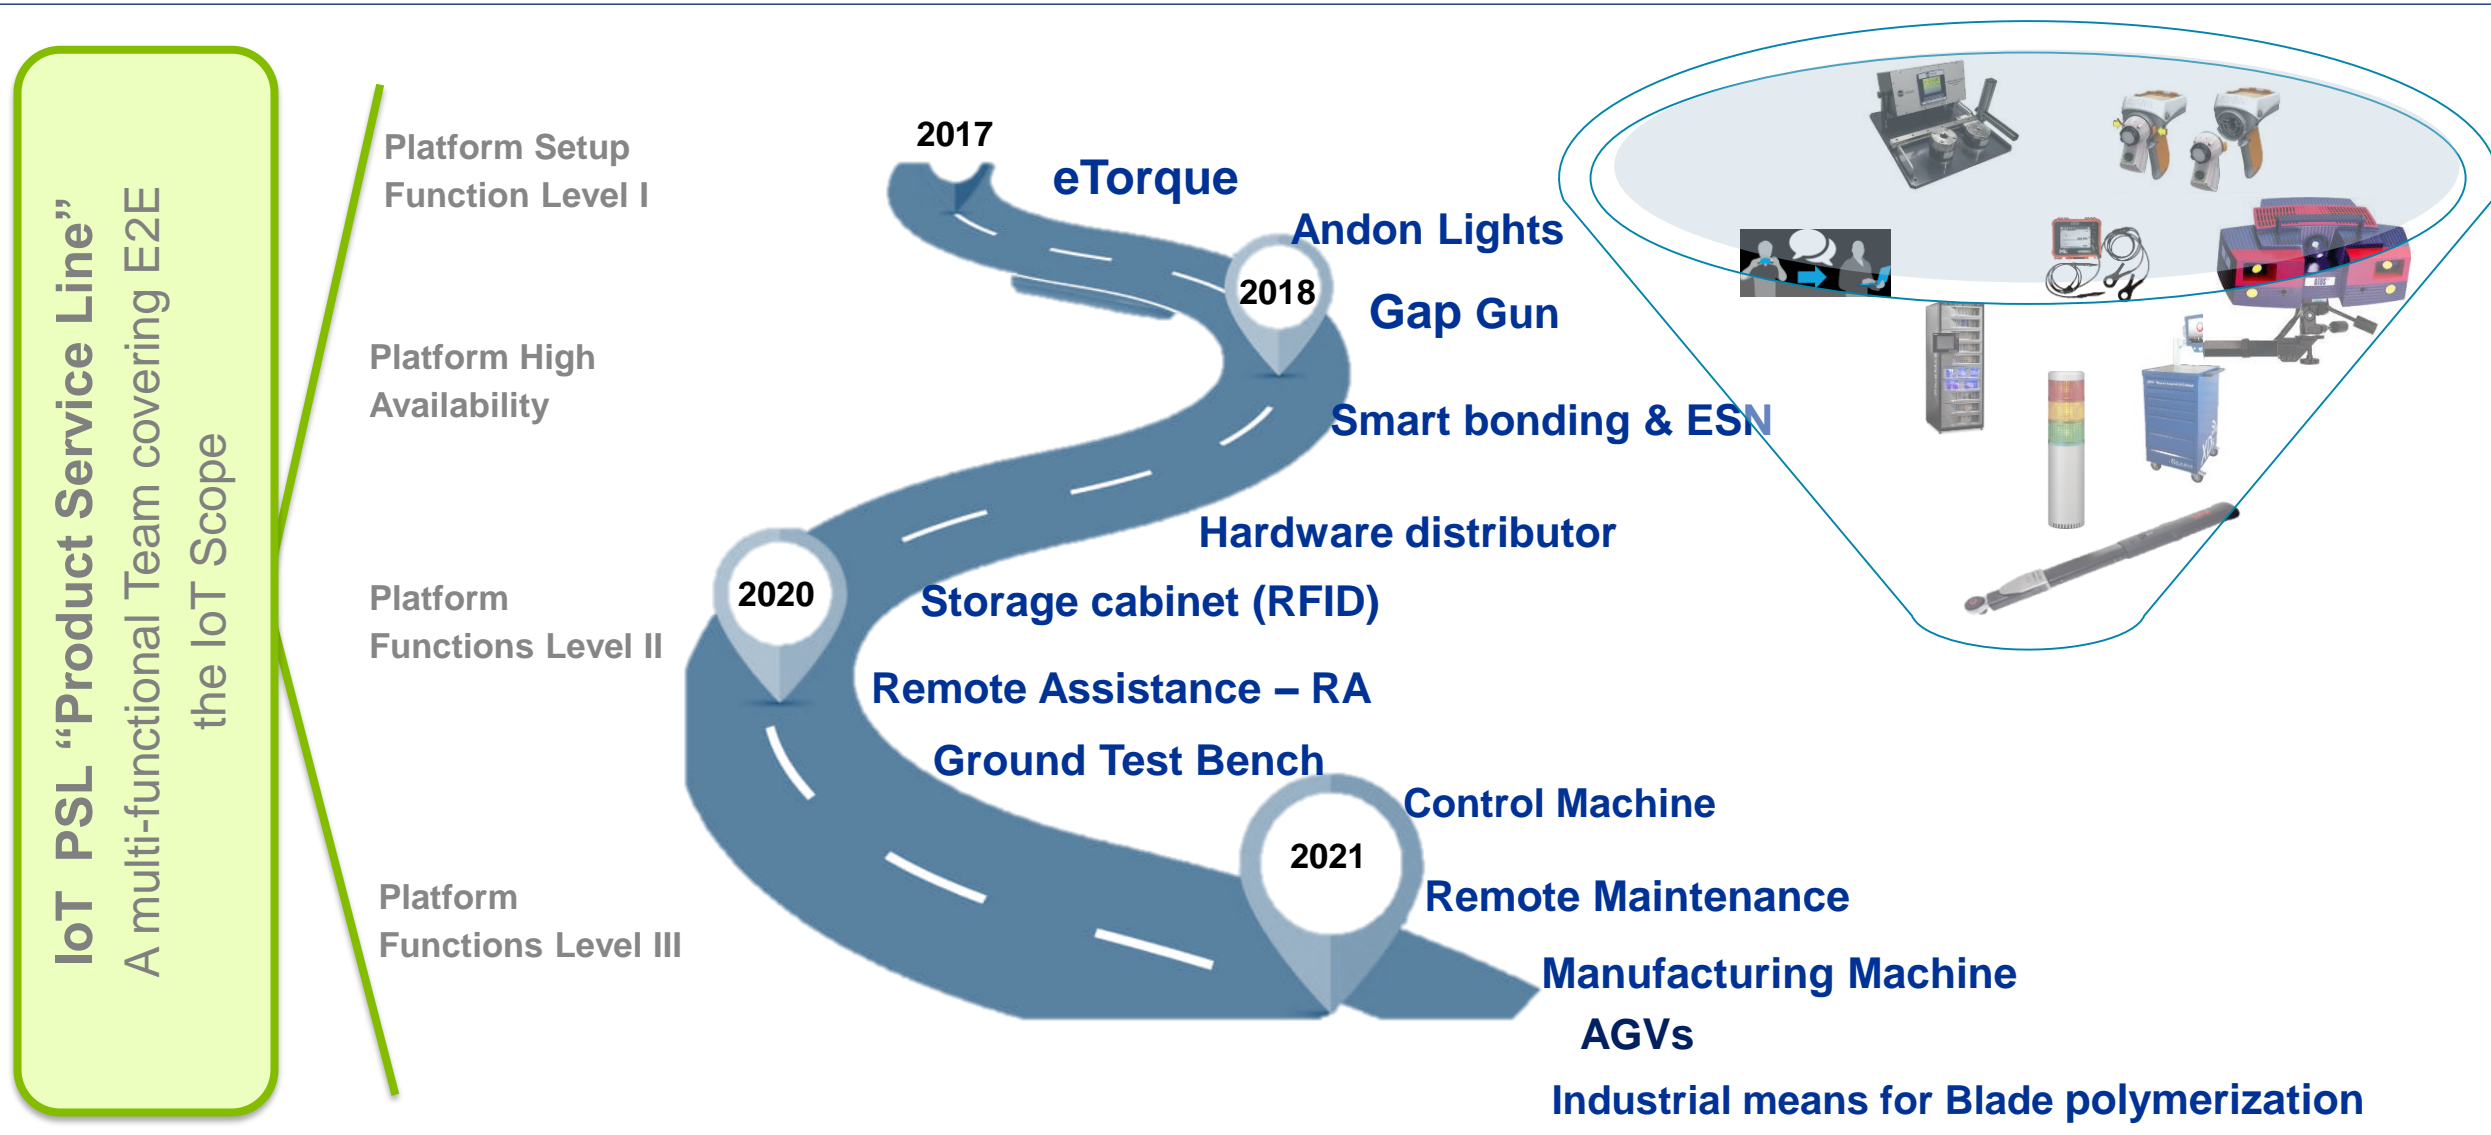 IoT PSL “Product Service Line”
A multi-functional Team covering E2E
the IoT Scope
Platform Setup
Function Level I
Platform High
Availability
Platform
Functions Level II
Platform
Functions Level III
2017
eTorque
Andon Lights
2018
Gap Gun
Smart bonding & ESN
Hardware distributor
2020
Storage cabinet (RFID)
Remote Assistance – RA
Ground Test Bench
Control Machine
2021
Remote Maintenance
Manufacturing Machine
AGVs
Industrial means for Blade polymerization
ATOS